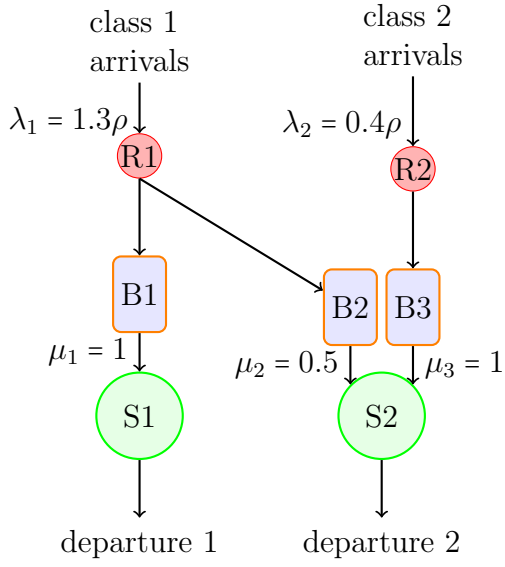 class 1
arrivals
class 2
arrivals
λ₁ = 1.3ρ
λ₂ = 0.4ρ
R1
R2
B1
B2
B3
μ₁ = 1
μ₂ = 0.5
μ₃ = 1
S1
S2
departure 1
departure 2